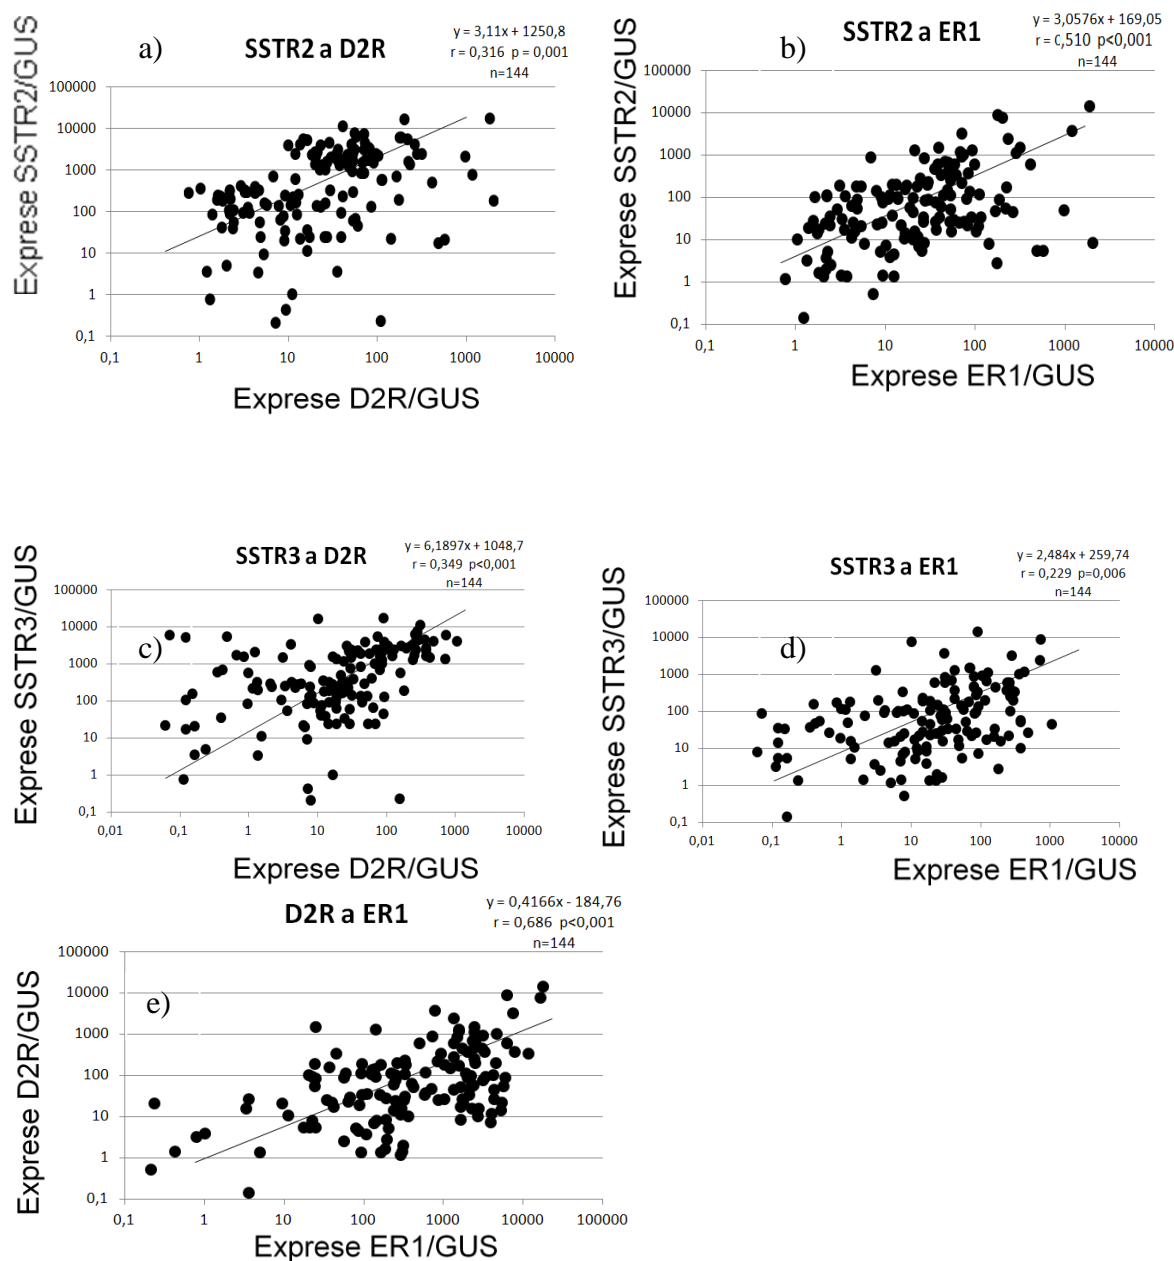 a)
SSTR2 a D2R
y = 3,11x + 1250,8
r = 0,316 p = 0,001
n=144
Exprese SSTR2/GUS
100000
10000
1000
100
10
1
0,1
0,1 1 10 100 1000 10000
Exprese D2R/GUS
b)
SSTR2 a ER1
y = 3,0576x + 169,05
r = 0,510 p<0,001
n=144
Exprese SSTR2/GUS
100000
10000
1000
100
10
1
0,1
0,1 1 10 100 1000 10000
Exprese ER1/GUS
c)
SSTR3 a D2R
y = 6,1897x + 1048,7
r = 0,349 p<0,001
n=144
Exprese SSTR3/GUS
100000
10000
1000
100
10
1
0,1
0,01 0,1 1 10 100 1000 10000
Exprese D2R/GUS
d)
SSTR3 a ER1
y = 2,484x + 259,74
r = 0,229 p=0,006
n=144
Exprese SSTR3/GUS
100000
10000
1000
100
10
1
0,1
0,01 0,1 1 10 100 1000 10000
Exprese ER1/GUS
e)
D2R a ER1
y = 0,4166x - 184,76
r = 0,686 p<0,001
n=144
Exprese D2R/GUS
100000
10000
1000
100
10
1
0,1
0,1 1 10 100 1000 10000 100000
Exprese ER1/GUS